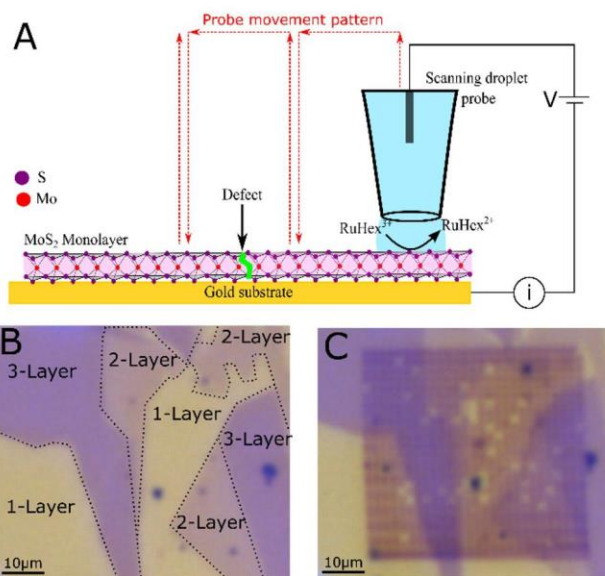 A
Probe movement pattern
Scanning droplet
probe
V
S
Mo
Defect
RuHex3+
RuHex2+
MoS2 Monolayer
Gold substrate
i
B
3-Layer
2-Layer
2-Layer
1-Layer
3-Layer
1-Layer
2-Layer
10μm
C
10μm